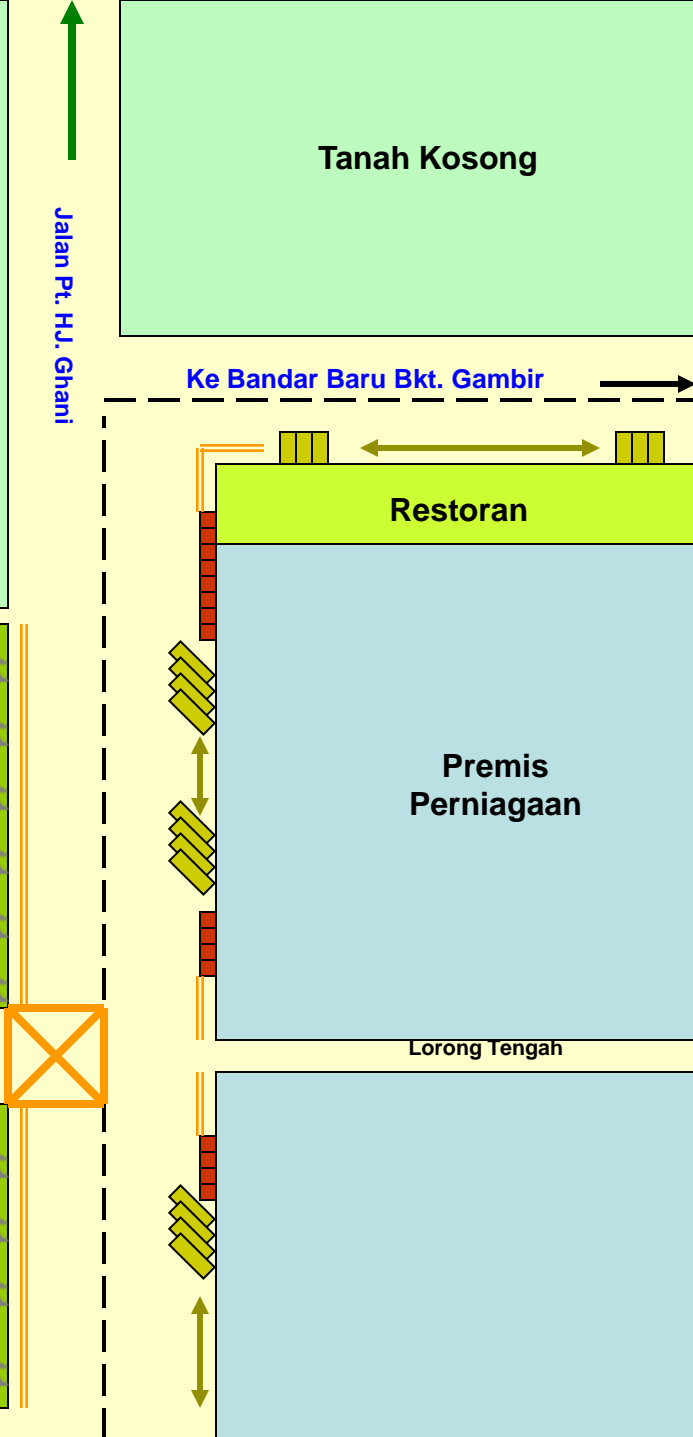 Tanah Kosong
Jalan Pt. HJ. Ghani
Ke Bandar Baru Bkt. Gambir
Restoran
Premis
Perniagaan
Lorong Tengah